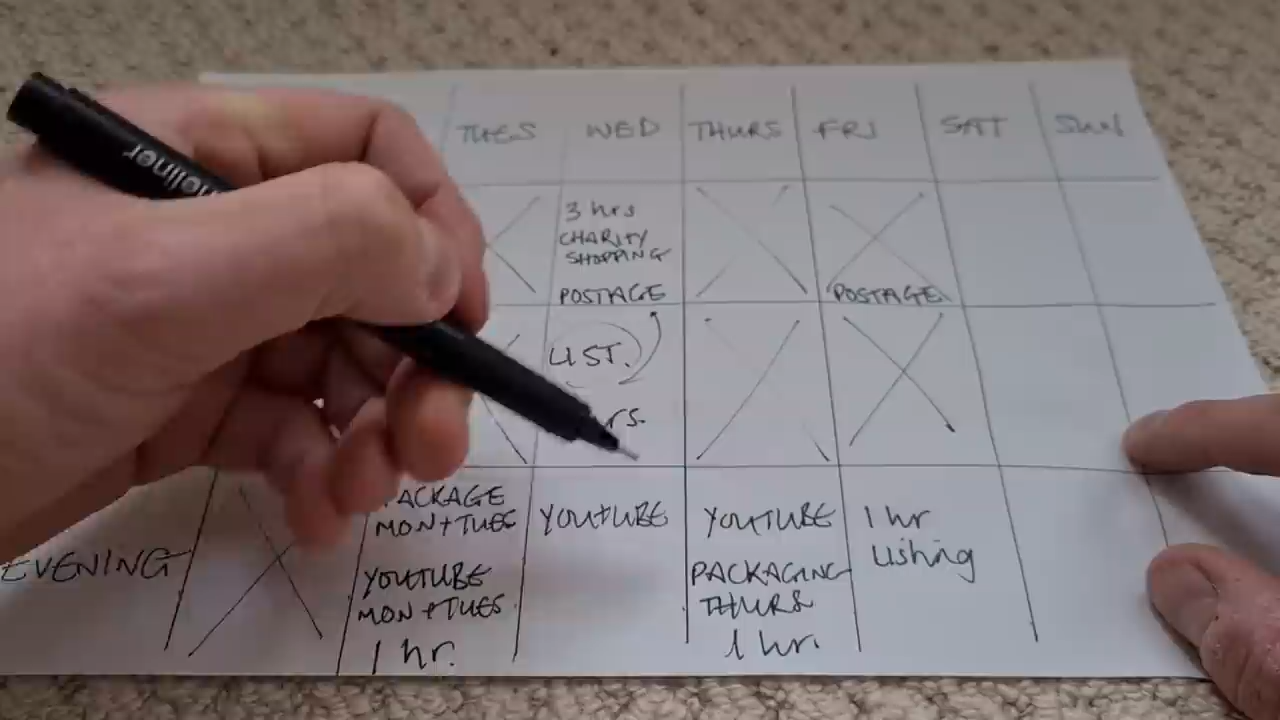 TUES WED THURS FRI SAT SUN
3 hrs
CHARITY
SHOPPING
POSTAGE
POSTAGE
LIST.
EVENING
PACKAGE
MON + TUES
YOUTUBE
MON + TUES
1 hr.
YOUTUBE
YOUTUBE
PACKAGING
THURS
1 hr.
1 hr
Listing